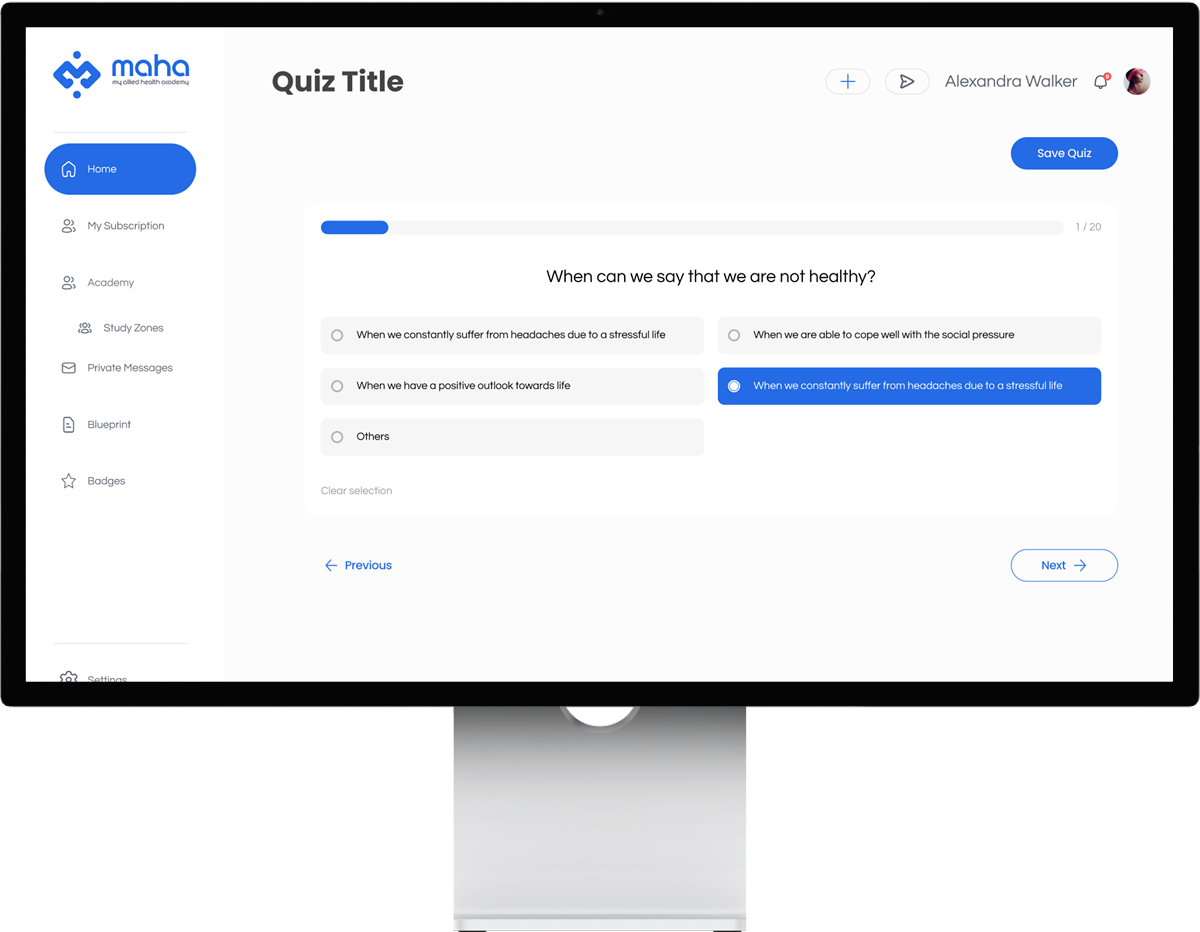 maha
my allied health academy
Quiz Title
Alexandra Walker
Home
My Subscription
Academy
Study Zones
Private Messages
Blueprint
Badges
Settings
Save Quiz
1 / 20
When can we say that we are not healthy?
When we constantly suffer from headaches due to a stressful life
When we are able to cope well with the social pressure
When we have a positive outlook towards life
When we constantly suffer from headaches due to a stressful life
Others
Clear selection
Previous
Next